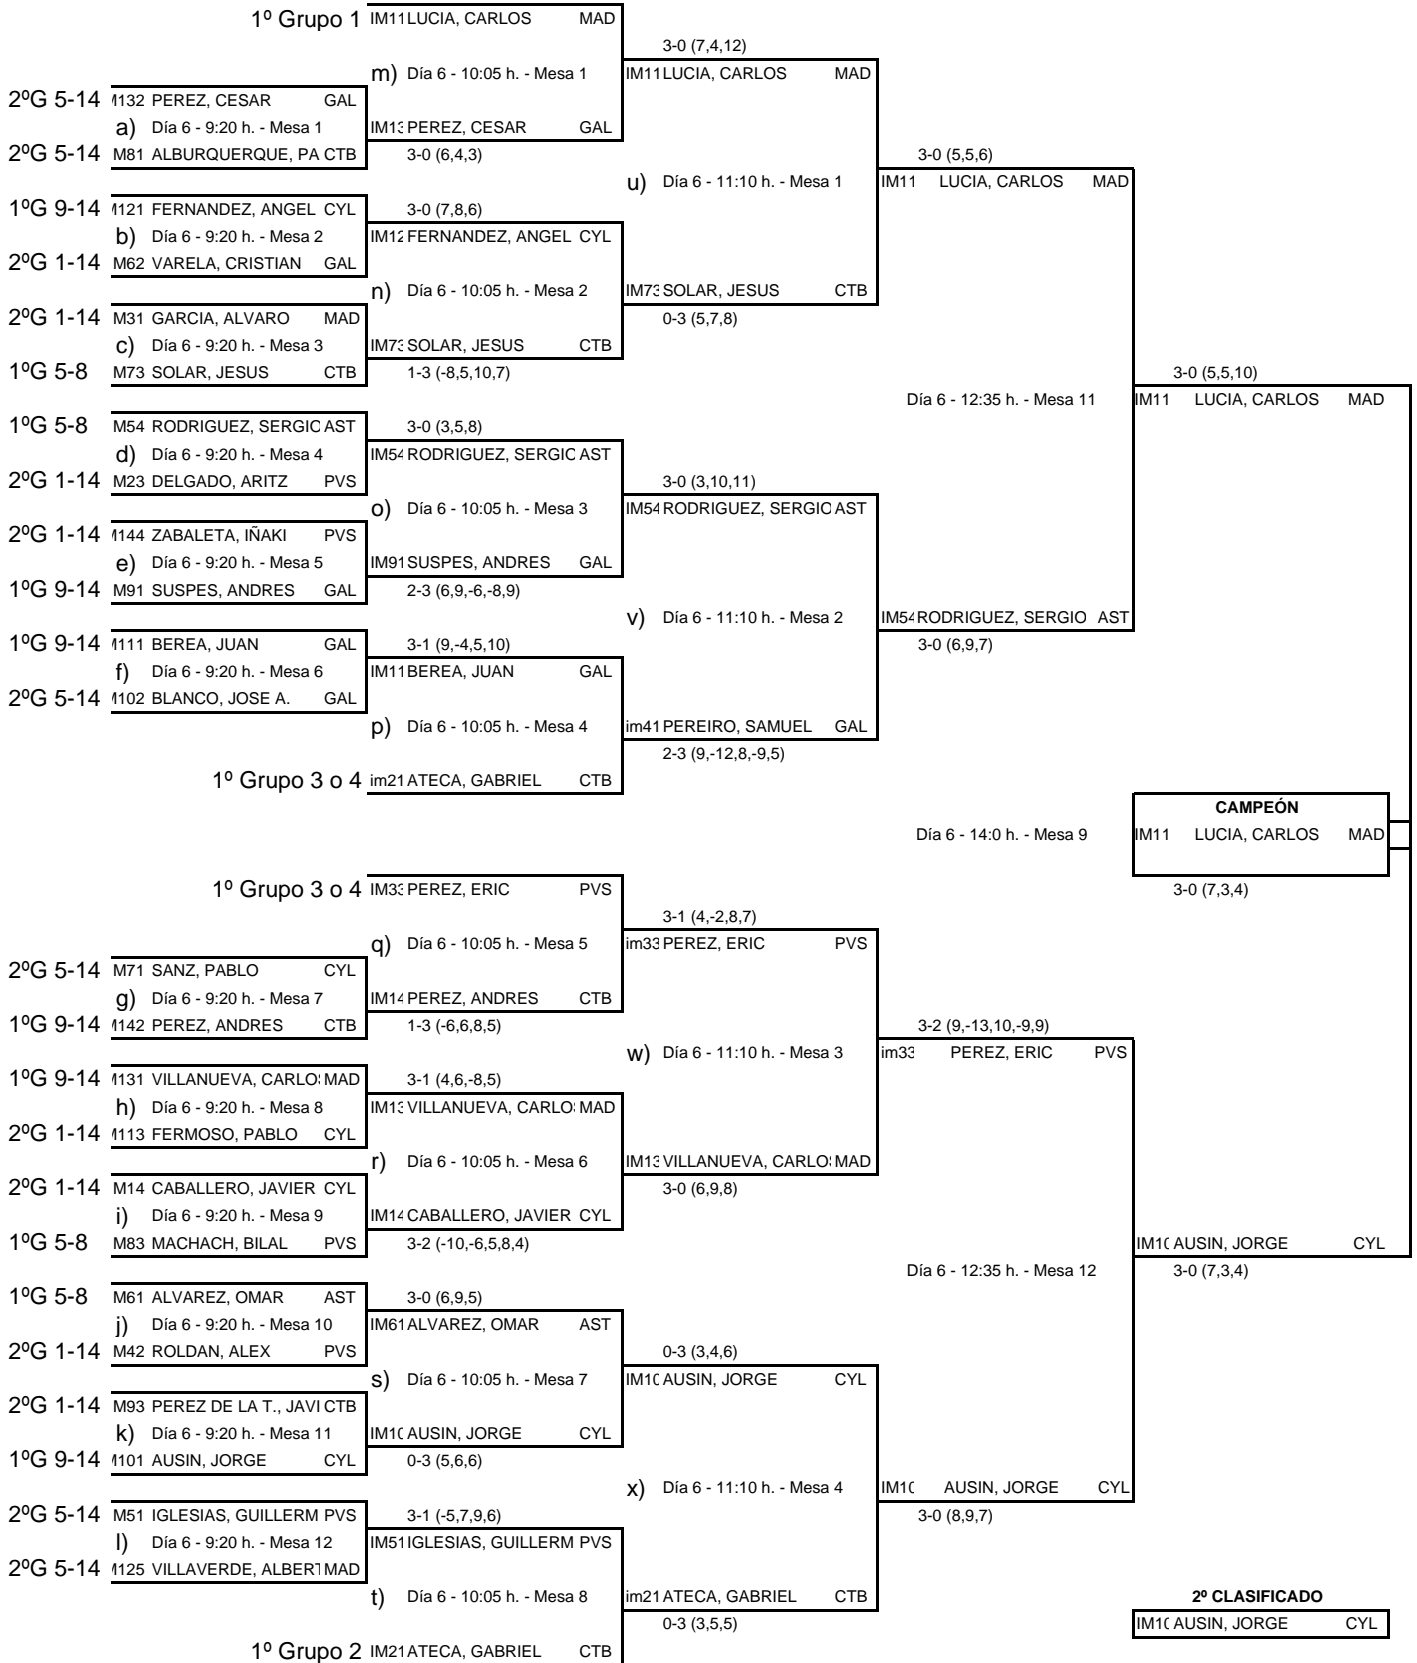 1º Grupo 1 IM11 LUCIA, CARLOS MAD
3-0 (7,4,12)
m) Día 6 - 10:05 h. - Mesa 1 IM11 LUCIA, CARLOS MAD
2ºG 5-14 M132 PEREZ, CESAR GAL
a) Día 6 - 9:20 h. - Mesa 1 IM13 PEREZ, CESAR GAL
2ºG 5-14 M81 ALBURQUERQUE, PA CTB 3-0 (6,4,3) 3-0 (5,5,6)
u) Día 6 - 11:10 h. - Mesa 1 IM11 LUCIA, CARLOS MAD
1ºG 9-14 M121 FERNANDEZ, ANGEL CYL 3-0 (7,8,6)
b) Día 6 - 9:20 h. - Mesa 2 IM12 FERNANDEZ, ANGEL CYL
2ºG 1-14 M62 VARELA, CRISTIAN GAL
n) Día 6 - 10:05 h. - Mesa 2 IM73 SOLAR, JESUS CTB
2ºG 1-14 M31 GARCIA, ALVARO MAD 0-3 (5,7,8)
c) Día 6 - 9:20 h. - Mesa 3 IM73 SOLAR, JESUS CTB
1ºG 5-8 M73 SOLAR, JESUS CTB 1-3 (-8,5,10,7) 3-0 (5,5,10)
Día 6 - 12:35 h. - Mesa 11 IM11 LUCIA, CARLOS MAD
1ºG 5-8 M54 RODRIGUEZ, SERGIO AST 3-0 (3,5,8)
d) Día 6 - 9:20 h. - Mesa 4 IM54 RODRIGUEZ, SERGIO AST
2ºG 1-14 M23 DELGADO, ARITZ PVS 3-0 (3,10,11)
o) Día 6 - 10:05 h. - Mesa 3 IM54 RODRIGUEZ, SERGIO AST
2ºG 1-14 M144 ZABALETA, IÑAKI PVS
e) Día 6 - 9:20 h. - Mesa 5 IM91 SUSPES, ANDRES GAL
1ºG 9-14 M91 SUSPES, ANDRES GAL 2-3 (6,9,-6,-8,9)
v) Día 6 - 11:10 h. - Mesa 2 IM54 RODRIGUEZ, SERGIO AST
1ºG 9-14 M111 BEREA, JUAN GAL 3-1 (9,-4,5,10) 3-0 (6,9,7)
f) Día 6 - 9:20 h. - Mesa 6 IM11 BEREA, JUAN GAL
2ºG 5-14 M102 BLANCO, JOSE A. GAL
p) Día 6 - 10:05 h. - Mesa 4 im41 PEREIRO, SAMUEL GAL
2-3 (9,-12,8,-9,5)
1º Grupo 3 o 4 im21 ATECA, GABRIEL CTB
CAMPEÓN
Día 6 - 14:0 h. - Mesa 9 IM11 LUCIA, CARLOS MAD
1º Grupo 3 o 4 IM33 PEREZ, ERIC PVS 3-0 (7,3,4)
3-1 (4,-2,8,7)
q) Día 6 - 10:05 h. - Mesa 5 im33 PEREZ, ERIC PVS
2ºG 5-14 M71 SANZ, PABLO CYL
g) Día 6 - 9:20 h. - Mesa 7 IM14 PEREZ, ANDRES CTB
1ºG 9-14 M142 PEREZ, ANDRES CTB 1-3 (-6,6,8,5) 3-2 (9,-13,10,-9,9)
w) Día 6 - 11:10 h. - Mesa 3 im33 PEREZ, ERIC PVS
1ºG 9-14 M131 VILLANUEVA, CARLO MAD 3-1 (4,6,-8,5)
h) Día 6 - 9:20 h. - Mesa 8 IM13 VILLANUEVA, CARLO MAD
2ºG 1-14 M113 FERMOSO, PABLO CYL
r) Día 6 - 10:05 h. - Mesa 6 IM13 VILLANUEVA, CARLO MAD
2ºG 1-14 M14 CABALLERO, JAVIER CYL 3-0 (6,9,8)
i) Día 6 - 9:20 h. - Mesa 9 IM14 CABALLERO, JAVIER CYL
1ºG 5-8 M83 MACHACH, BILAL PVS 3-2 (-10,-6,5,8,4) IM10 AUSIN, JORGE CYL
Día 6 - 12:35 h. - Mesa 12 3-0 (7,3,4)
1ºG 5-8 M61 ALVAREZ, OMAR AST 3-0 (6,9,5)
j) Día 6 - 9:20 h. - Mesa 10 IM61 ALVAREZ, OMAR AST
2ºG 1-14 M42 ROLDAN, ALEX PVS 0-3 (3,4,6)
s) Día 6 - 10:05 h. - Mesa 7 IM10 AUSIN, JORGE CYL
2ºG 1-14 M93 PEREZ DE LA T., JAVI CTB
k) Día 6 - 9:20 h. - Mesa 11 IM10 AUSIN, JORGE CYL
1ºG 9-14 M101 AUSIN, JORGE CYL 0-3 (5,6,6)
x) Día 6 - 11:10 h. - Mesa 4 IM10 AUSIN, JORGE CYL
2ºG 5-14 M51 IGLESIAS, GUILLERM PVS 3-1 (-5,7,9,6) 3-0 (8,9,7)
l) Día 6 - 9:20 h. - Mesa 12 IM51 IGLESIAS, GUILLERM PVS
2ºG 5-14 M125 VILLAVERDE, ALBERT MAD
t) Día 6 - 10:05 h. - Mesa 8 im21 ATECA, GABRIEL CTB 2º CLASIFICADO
0-3 (3,5,5) IM10 AUSIN, JORGE CYL
1º Grupo 2 IM21 ATECA, GABRIEL CTB